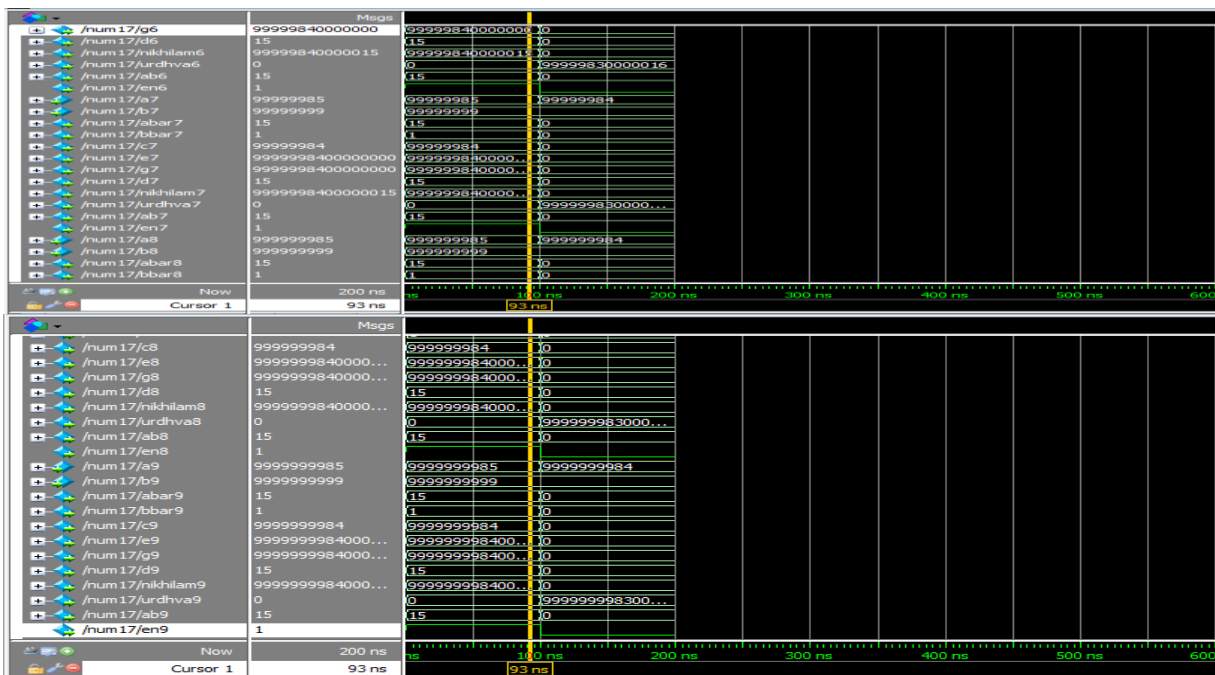 Msgs
/num17/g6 99999840000000 99999840000000 0
/num17/d6 15 15 0
/num17/nikhilam6 99999840000015 99999840000015 0
/num17/urdhva6 0 0 99999830000016
/num17/ab6 15 15 0
/num17/en6 1
/num17/a7 99999985 99999985 99999984
/num17/b7 99999999 99999999
/num17/abar7 15 15 0
/num17/bbar7 1 1 0
/num17/c7 99999984 99999984 0
/num17/e7 9999998400000000 999999840000... 0
/num17/g7 9999998400000000 999999840000... 0
/num17/d7 15 15 0
/num17/nikhilam7 9999998400000015 999999840000... 0
/num17/urdhva7 0 0 999999830000...
/num17/ab7 15 15 0
/num17/en7 1
/num17/a8 999999985 999999985 999999984
/num17/b8 999999999 999999999
/num17/abar8 15 15 0
/num17/bbar8 1 1 0
Now 200 ns ns 100 ns 200 ns 300 ns 400 ns 500 ns 600
Cursor 1 93 ns 93 ns
Msgs
/num17/c8 999999984 999999984 0
/num17/e8 9999999840000... 999999984000... 0
/num17/g8 9999999840000... 999999984000... 0
/num17/d8 15 15 0
/num17/nikhilam8 9999999840000... 999999984000... 0
/num17/urdhva8 0 0 9999999983000...
/num17/ab8 15 15 0
/num17/en8 1
/num17/a9 9999999985 9999999985 9999999984
/num17/b9 9999999999 9999999999
/num17/abar9 15 15 0
/num17/bbar9 1 1 0
/num17/c9 9999999984 9999999984 0
/num17/e9 9999999984000... 99999998400... 0
/num17/g9 9999999984000... 99999998400... 0
/num17/d9 15 15 0
/num17/nikhilam9 9999999984000... 99999998400... 0
/num17/urdhva9 0 0 999999998300...
/num17/ab9 15 15 0
/num17/en9 1
Now 200 ns ns 100 ns 200 ns 300 ns 400 ns 500 ns 600
Cursor 1 93 ns 93 ns